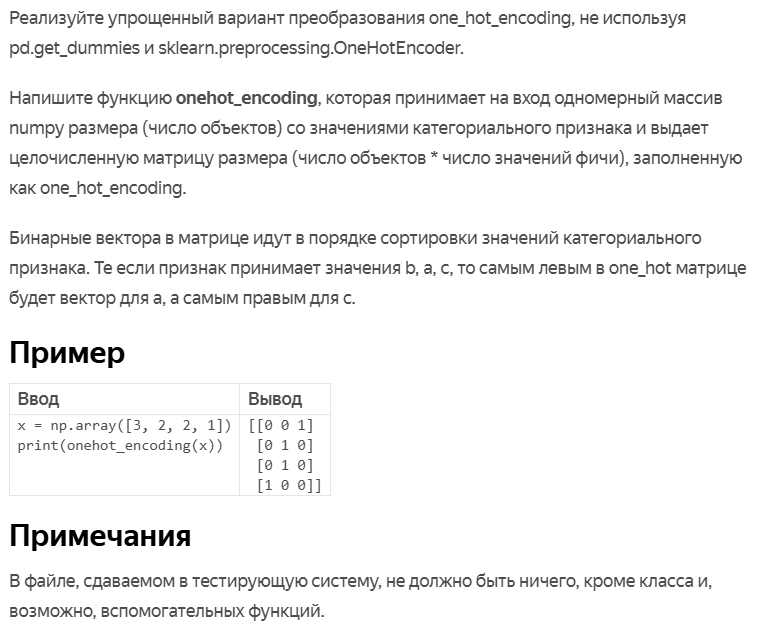 Реализуйте упрощенный вариант преобразования one_hot_encoding, не используя
pd.get_dummies и sklearn.preprocessing.OneHotEncoder.
Напишите функцию onehot_encoding, которая принимает на вход одномерный массив
numpy размера (число объектов) со значениями категориального признака и выдает
целочисленную матрицу размера (число объектов * число значений фичи), заполненную
как one_hot_encoding.
Бинарные вектора в матрице идут в порядке сортировки значений категориального
признака. Те если признак принимает значения b, a, c, то самым левым в one_hot матрице
будет вектор для a, а самым правым для c.
Пример
Ввод Вывод
x = np.array([3, 2, 2, 1]) [[0 0 1]
print(onehot_encoding(x)) [0 1 0]
[0 1 0]
[1 0 0]]
Примечания
В файле, сдаваемом в тестирующую систему, не должно быть ничего, кроме класса и,
возможно, вспомогательных функций.